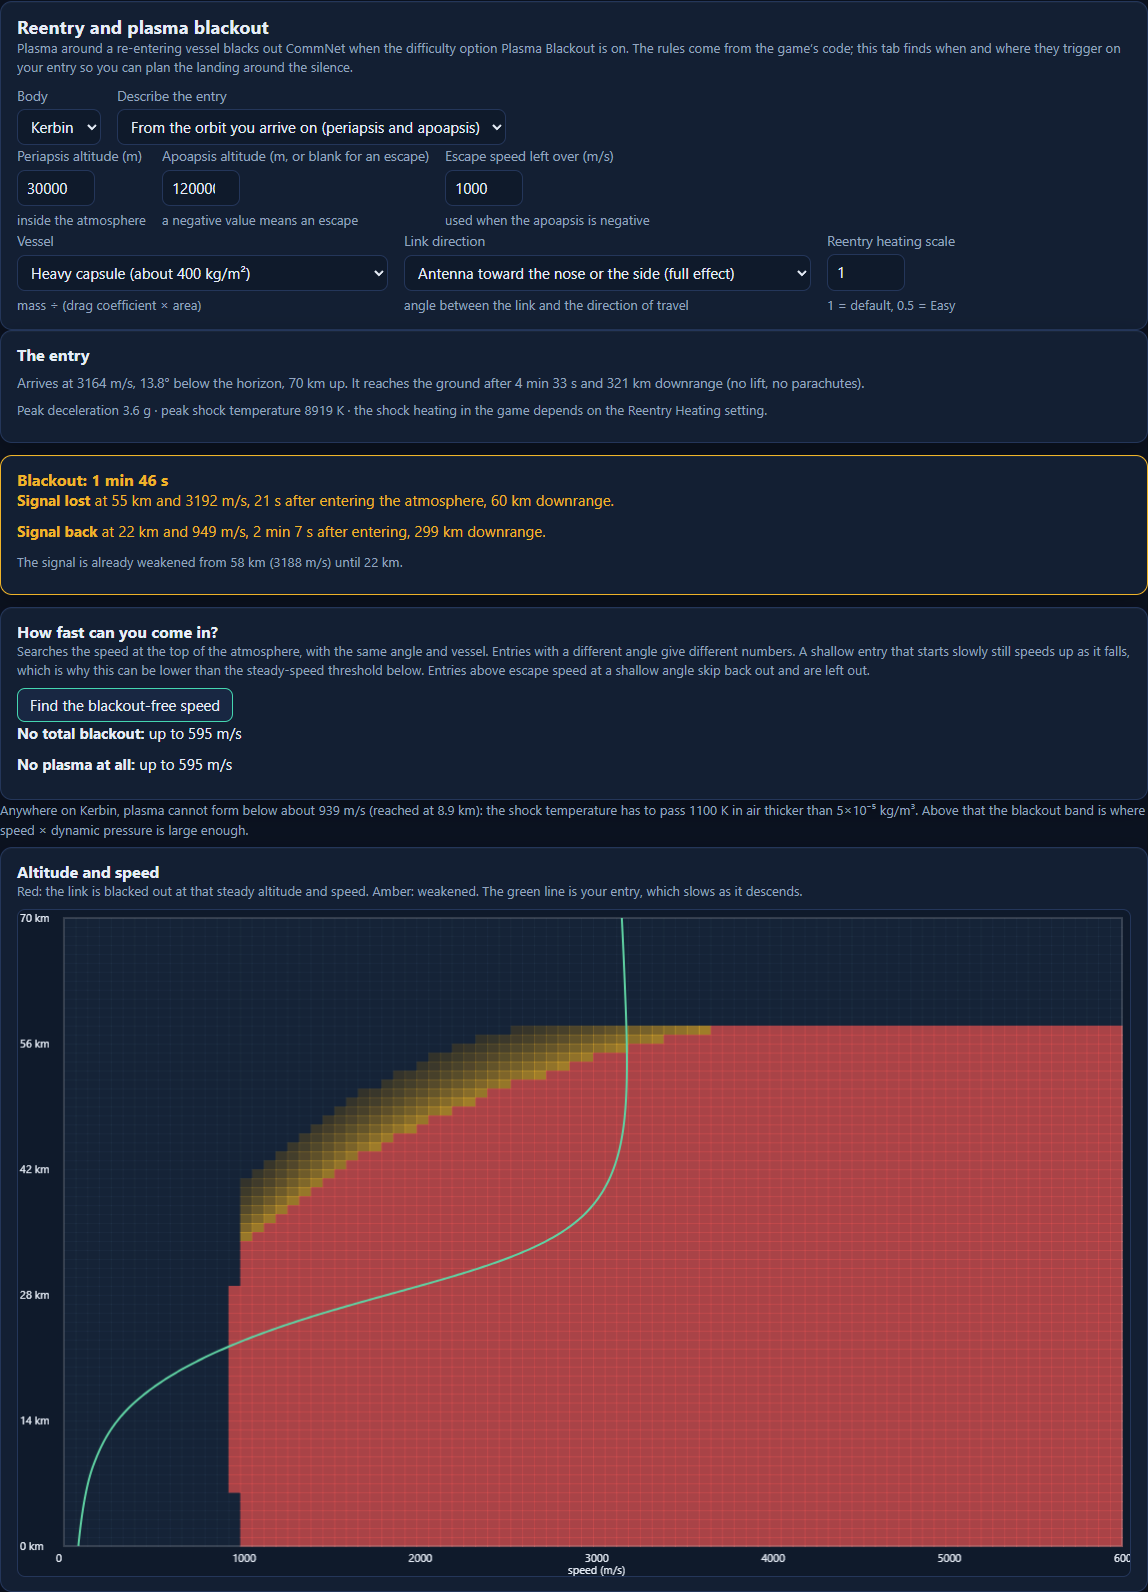 Reentry and plasma blackout
Plasma around a re-entering vessel blacks out CommNet when the difficulty option Plasma Blackout is on. The rules come from the game's code; this tab finds when and where they trigger on
your entry so you can plan the landing around the silence.
Body
Describe the entry
Kerbin
From the orbit you arrive on (periapsis and apoapsis)
Periapsis altitude (m)
Apoapsis altitude (m, or blank for an escape)
Escape speed left over (m/s)
30000
120000
1000
inside the atmosphere
a negative value means an escape
used when the apoapsis is negative
Vessel
Link direction
Reentry heating scale
Heavy capsule (about 400 kg/m²)
Antenna toward the nose or the side (full effect)
1
mass ÷ (drag coefficient × area)
angle between the link and the direction of travel
1 = default, 0.5 = Easy
The entry
Arrives at 3164 m/s, 13.8° below the horizon, 70 km up. It reaches the ground after 4 min 33 s and 321 km downrange (no lift, no parachutes).
Peak deceleration 3.6 g · peak shock temperature 8919 K · the shock heating in the game depends on the Reentry Heating setting.
Blackout: 1 min 46 s
Signal lost at 55 km and 3192 m/s, 21 s after entering the atmosphere, 60 km downrange.
Signal back at 22 km and 949 m/s, 2 min 7 s after entering, 299 km downrange.
The signal is already weakened from 58 km (3188 m/s) until 22 km.
How fast can you come in?
Searches the speed at the top of the atmosphere, with the same angle and vessel. Entries with a different angle give different numbers. A shallow entry that starts slowly still speeds up as it falls,
which is why this can be lower than the steady-speed threshold below. Entries above escape speed at a shallow angle skip back out and are left out.
Find the blackout-free speed
No total blackout: up to 595 m/s
No plasma at all: up to 595 m/s
Anywhere on Kerbin, plasma cannot form below about 939 m/s (reached at 8.9 km): the shock temperature has to pass 1100 K in air thicker than 5×10⁻⁵ kg/m³. Above that the blackout band is where
speed × dynamic pressure is large enough.
Altitude and speed
Red: the link is blacked out at that steady altitude and speed. Amber: weakened. The green line is your entry, which slows as it descends.
70 km
56 km
42 km
28 km
14 km
0 km
0
1000
2000
3000
4000
5000
600
speed (m/s)